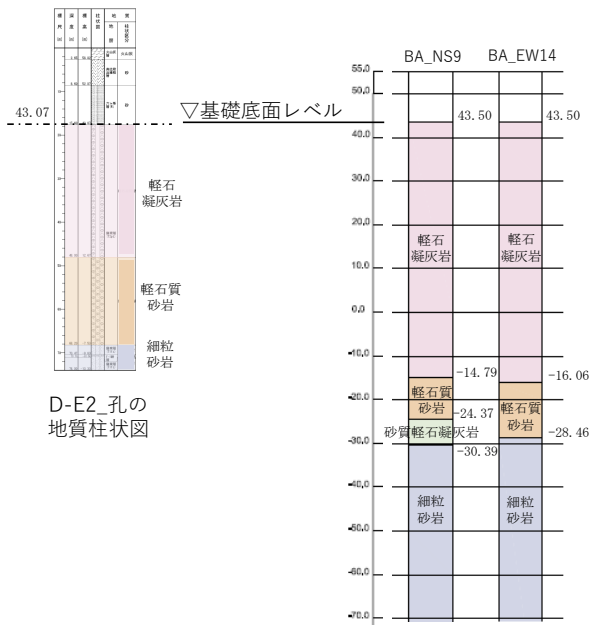 43.07
軽石
凝灰岩
軽石質
砂岩
細粒
砂岩
D-E2_孔の
地質柱状図
▽基礎底面レベル
BA_NS9
BA_EW14
55.0
50.0
43.50
43.50
40.0
30.0
20.0
軽石
凝灰岩
軽石
凝灰岩
10.0
0.0
-10.0
-14.79
-16.06
軽石質
砂岩
-20.0
-24.37
軽石質
砂岩
砂質軽石凝灰岩
-28.46
-30.0
-30.39
-40.0
細粒
砂岩
細粒
砂岩
-50.0
-60.0
-70.0